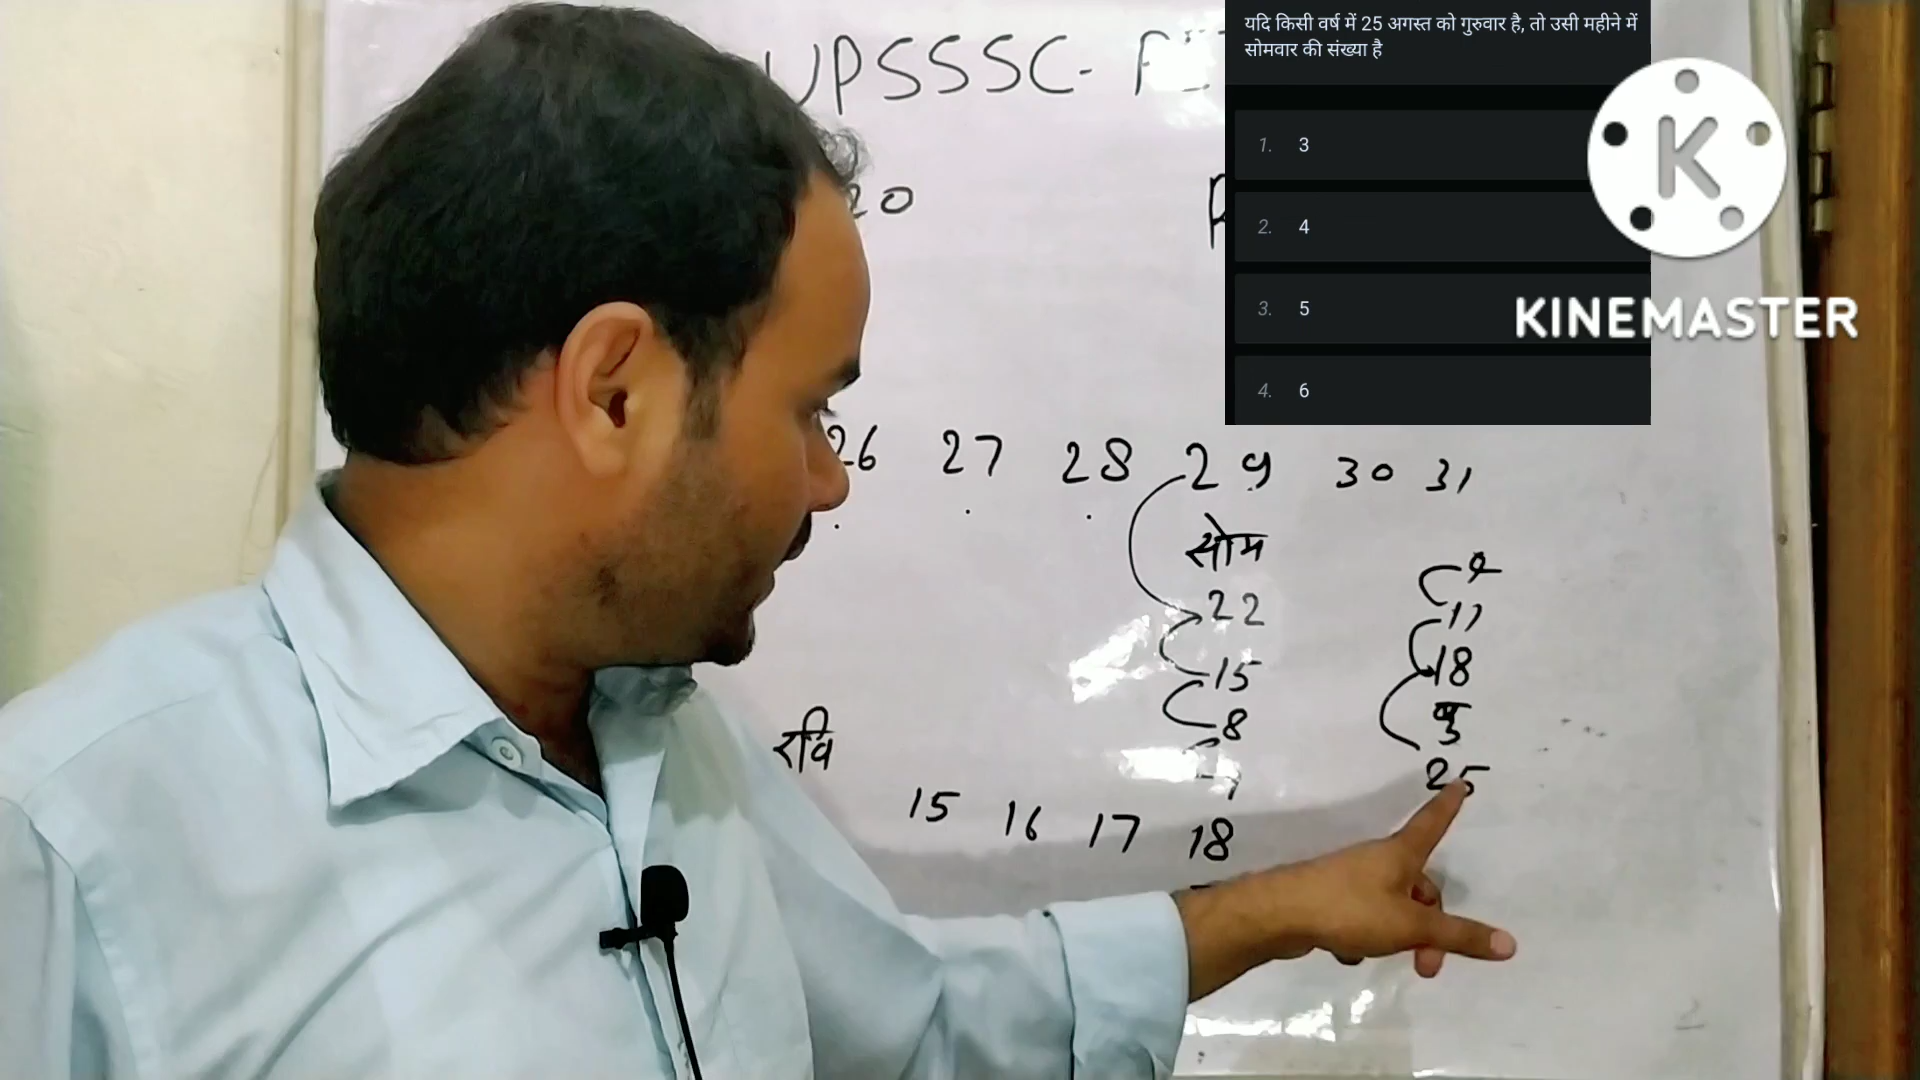 UPSSSC-
20
यदि किसी वर्ष में 25 अगस्त को गुरुवार है, तो उसी महीने में
सोमवार की संख्या है
1. 3
2. 4
3. 5
4. 6
K
KINEMASTER
26 27 28 29 30 31
सोम
22
15
8
11
18
25
रवि
15 16 17 18